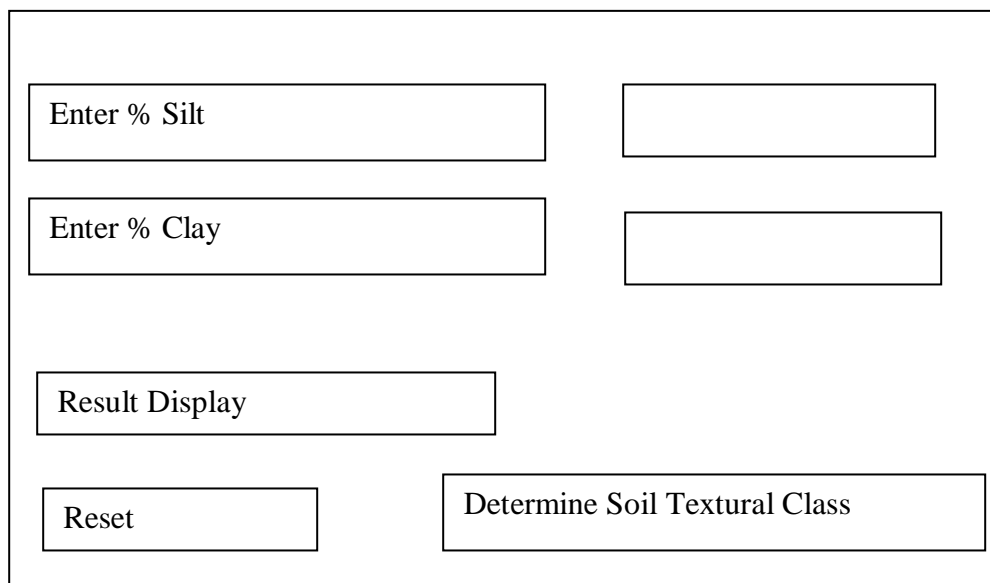 Enter % Silt
Enter % Clay
Result Display
Reset
Determine Soil Textural Class